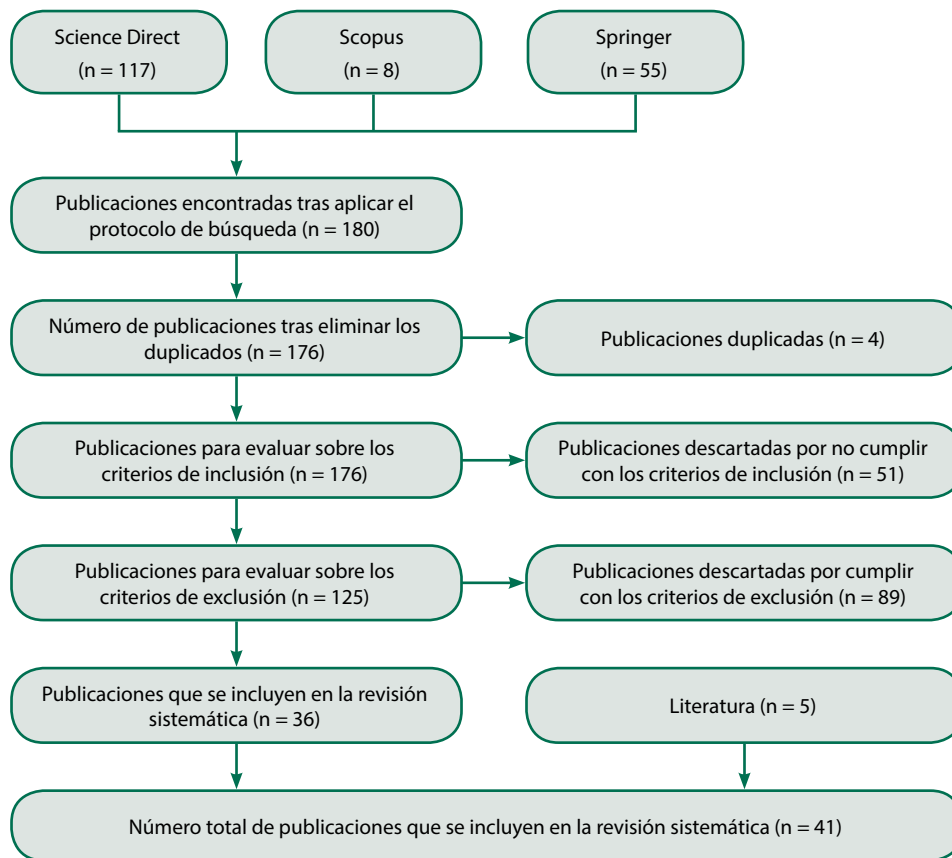 Science Direct
(n = 117)
Scopus
(n = 8)
Springer
(n = 55)
Publicaciones encontradas tras aplicar el
protocolo de búsqueda (n = 180)
Número de publicaciones tras eliminar los
duplicados (n = 176)
Publicaciones duplicadas (n = 4)
Publicaciones para evaluar sobre los
criterios de inclusión (n = 176)
Publicaciones descartadas por no cumplir
con los criterios de inclusión (n = 51)
Publicaciones para evaluar sobre los
criterios de exclusión (n = 125)
Publicaciones descartadas por cumplir
con los criterios de exclusión (n = 89)
Publicaciones que se incluyen en la revisión
sistemática (n = 36)
Literatura (n = 5)
Número total de publicaciones que se incluyen en la revisión sistemática (n = 41)